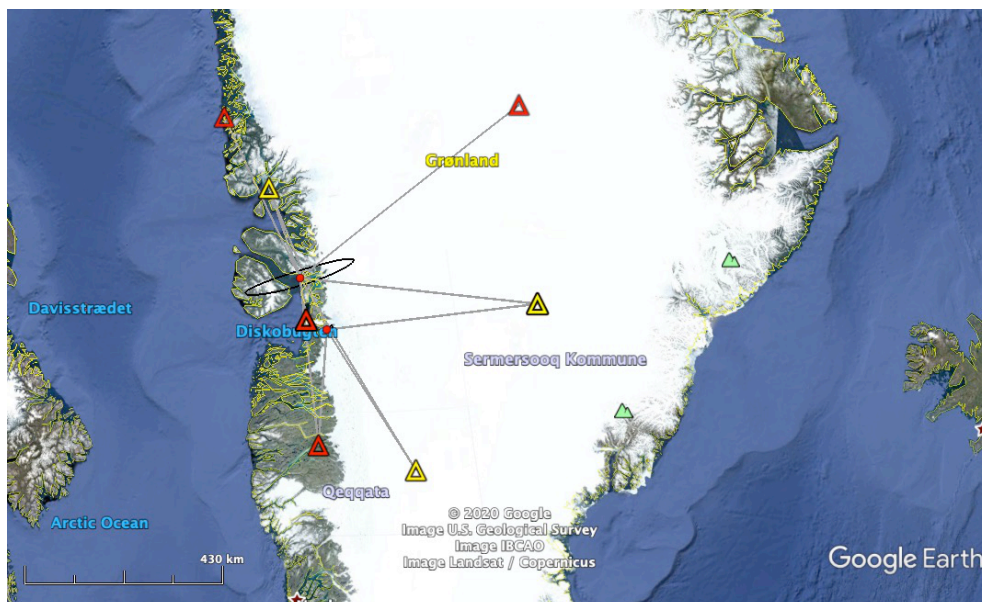 Grønland
Davisstrædet
Diskobugten
Sermersooq Kommune
Qeqqata
Arctic Ocean
© 2020 Google
Image U.S. Geological Survey
Image IBCAO
Image Landsat / Copernicus
430 km
Google Earth